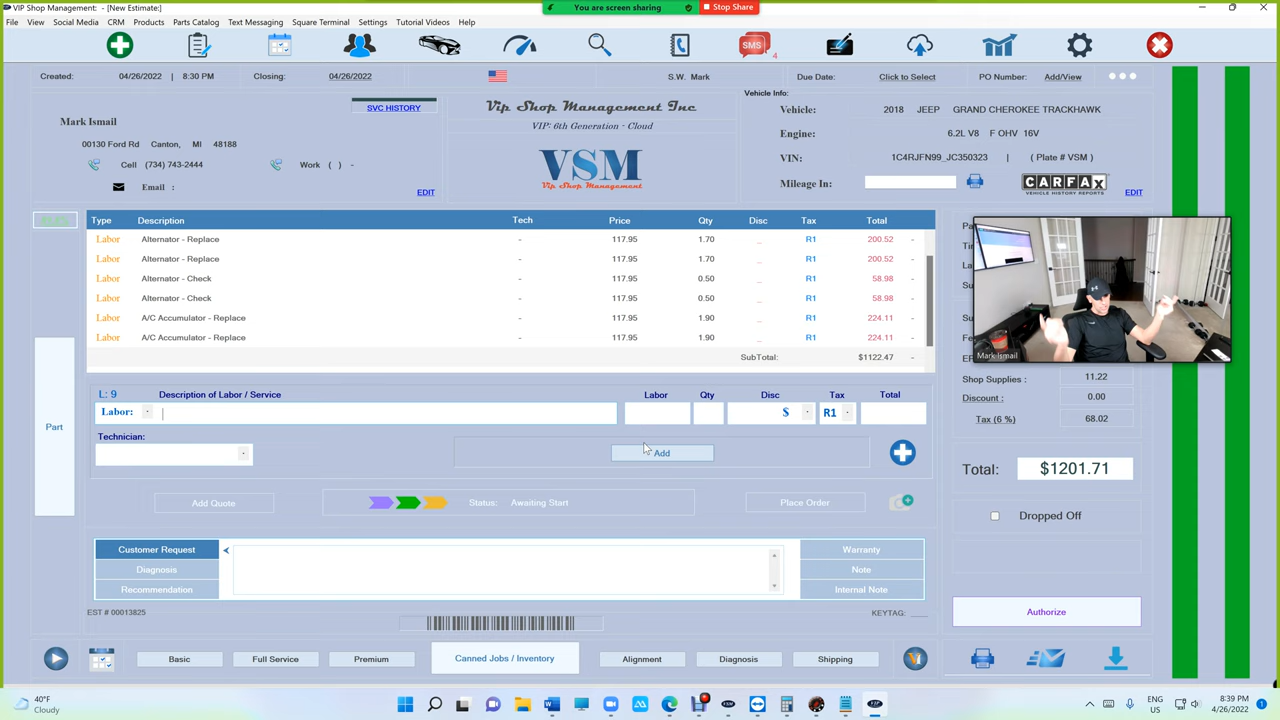 VIP Shop Management: - [New Estimate:]
You are screen sharing
Stop Share
File View Social Media CRM Products Parts Catalog Text Messaging Square Terminal Settings Tutorial Videos Help
SMS 4
Created: 04/26/2022 | 8:30 PM Closing: 04/26/2022 S.W. Mark Due Date: Click to Select PO Number: Add/View
Vehicle Info:
SVC HISTORY
Mark Ismail
00130 Ford Rd Canton, MI 48188
Cell (734) 743-2444 Work ( ) -
Email :
EDIT
Vip Shop Management Inc
VIP: 6th Generation - Cloud
VSM
Vip Shop Management
Vehicle: 2018 JEEP GRAND CHEROKEE TRACKHAWK
Engine: 6.2L V8 F OHV 16V
VIN: 1C4RJFN99_JC350323 | ( Plate # VSM )
Mileage In:
CARFAX
VEHICLE HISTORY REPORTS
EDIT
Type Description Tech Price Qty Disc Tax Total
Labor Alternator - Replace - 117.95 1.70 _ R1 200.52 -
Labor Alternator - Replace - 117.95 1.70 _ R1 200.52 -
Labor Alternator - Check - 117.95 0.50 _ R1 58.98 -
Labor Alternator - Check - 117.95 0.50 _ R1 58.98 -
Labor A/C Accumulator - Replace - 117.95 1.90 _ R1 224.11 -
Labor A/C Accumulator - Replace - 117.95 1.90 _ R1 224.11 -
SubTotal: $1122.47 -
Mark Ismail
Shop Supplies : 11.22
Discount : 0.00
Tax (6 %) 68.02
Total: $1201.71
Dropped Off
Authorize
Part
L: 9 Description of Labor / Service Labor Qty Disc Tax Total
Labor: $ R1
Technician:
Add
Add Quote Status: Awaiting Start Place Order
Customer Request
Diagnosis
Recommendation
Warranty
Note
Internal Note
EST # 00013825 KEYTAG: ____
Basic Full Service Premium Canned Jobs / Inventory Alignment Diagnosis Shipping
40°F
Cloudy
ENG
US
8:39 PM
4/26/2022